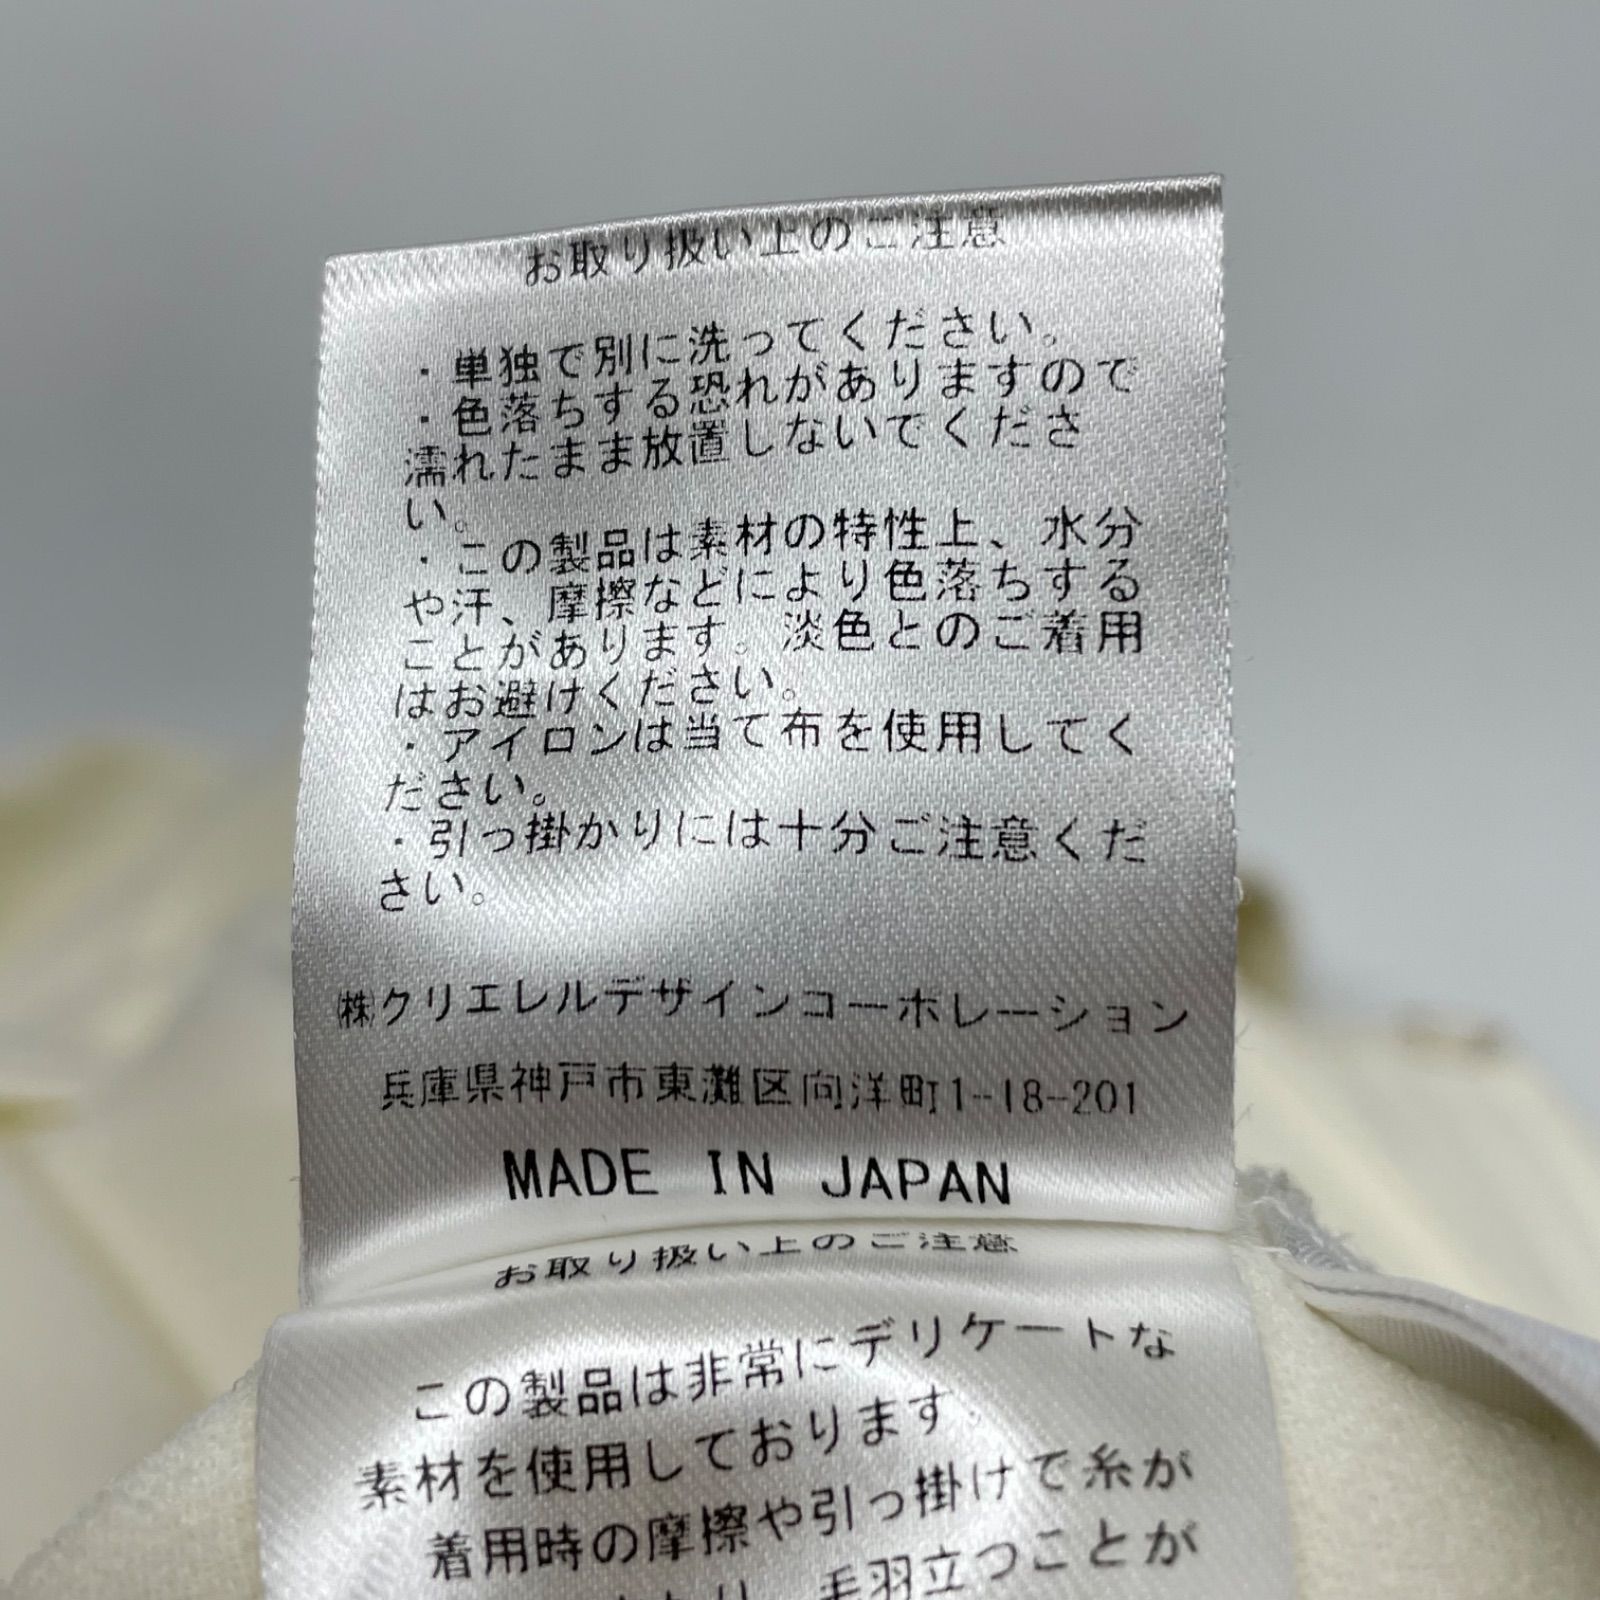 お取り扱い上のご注意
・単独で別に洗ってください。
・色落ちする恐れがありますので
濡れたまま放置しないでくださ
い。
・この製品は素材の特性上、水分
や汗、摩擦などにより色落ちする
ことがあります。淡色とのご着用
はお避けください。
・アイロンは当て布を使用してく
ださい。
・引っ掛かりには十分ご注意くだ
さい。
㈱クリエレルデザインコーポレーション
兵庫県神戸市東灘区向洋町1-18-201
MADE IN JAPAN
お取り扱い上のご注意
この製品は非常にデリケートな
素材を使用しております。
着用時の摩擦や引っ掛けで糸が
毛羽立つことが